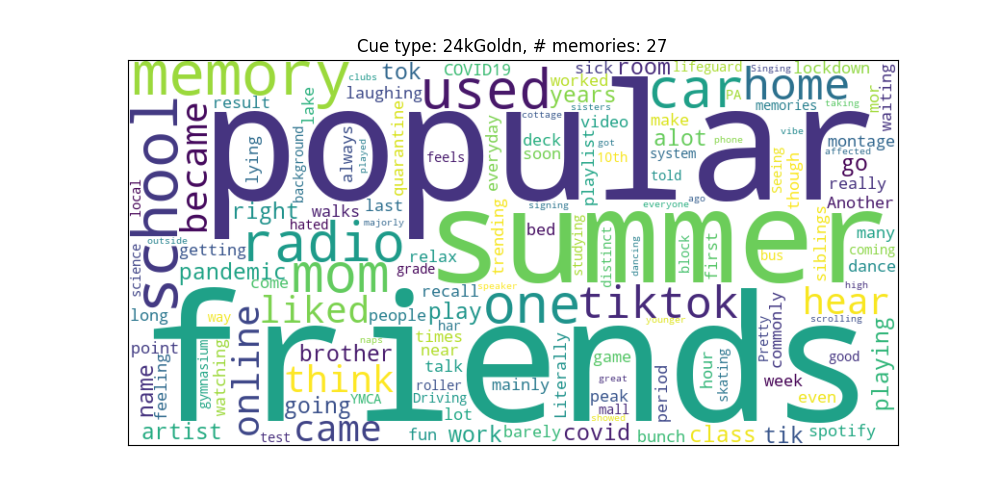 Cue type: 24kGoldn, # memories: 27
memory
clubs
tok
COVID19
used
sick
room
lifeguard
Singing
lockdown
laughing
worked
years
sisters
car
PA
home
memories
taking
mor
waiting
school
became
result
lake
popular
cottage
deck
soon
video
make
alot
phone
vibe
montage
affected
lying
background
always
played
quarantine
feels
everyday
playlist
got
10th
system
told
Seeing
though
go
really
Another
local
right
walks
hated
last
majorly
signing
everyone
ago
summer
many
coming
dance
outside
getting
radio
relax
trending
bed
studying
distinct
dancing
block
first
bus
siblings
science
pandemic
come
mom
grade
recall
speaker
high
long
way
liked
people
play
har
one
tiktok
younger
hear
scrolling
friends
point
online
brother
naps
times
near
talk
game
great
Pretty
commonly
good
playing
name
feeling
gymnasium
watching
think
YMCA
roller
Driving
mainly
Literally
peak
mall
showed
period
hour
skating
week
even
going
lot
artist
test
came
fun
work
barely
covid
bunch
class
tik
spotify